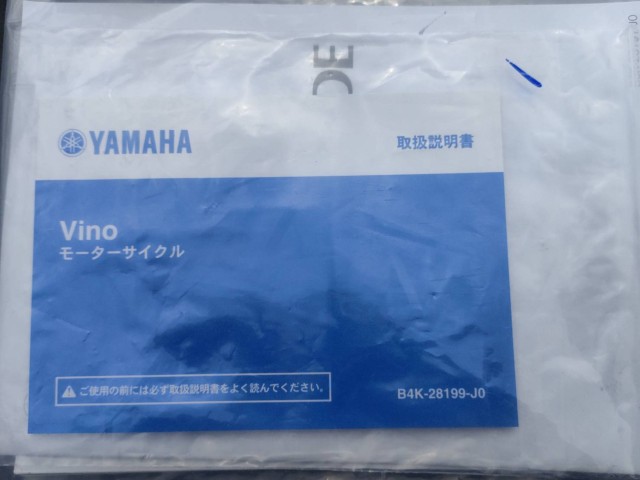 DE
YAMAHA
取扱説明書
Vino
モーターサイクル
ご使用の前には必ず取扱説明書をよく読んでください。
B4K-28199-J0